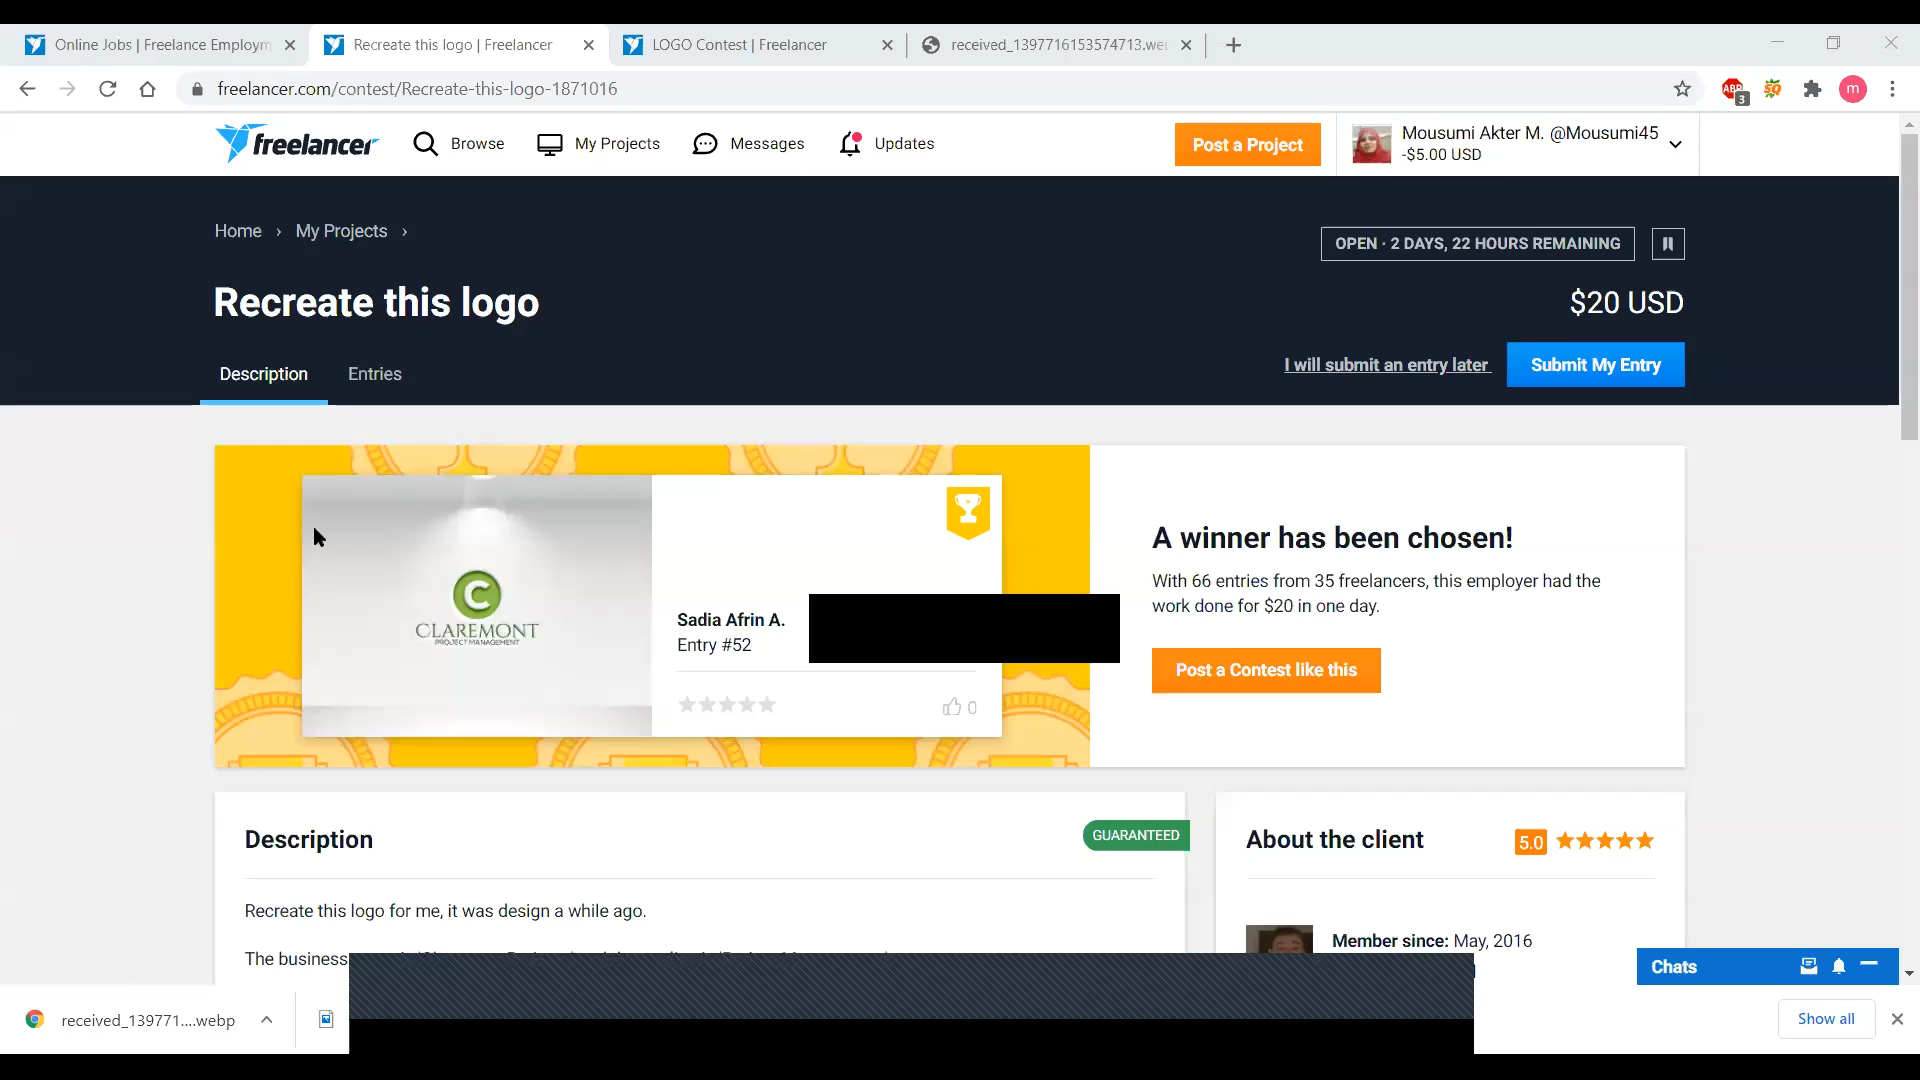 Online Jobs | Freelance Employm
Recreate this logo | Freelancer
LOGO Contest | Freelancer
received_1397716153574713.we
freelancer.com/contest/Recreate-this-logo-1871016
ABP
3
SQ
m
freelancer
Browse
My Projects
Messages
Updates
Post a Project
Mousumi Akter M. @Mousumi45
-$5.00 USD
Home › My Projects ›
OPEN · 2 DAYS, 22 HOURS REMAINING
Recreate this logo
$20 USD
Description
Entries
I will submit an entry later
Submit My Entry
C
CLAREMONT
PROJECT MANAGEMENT
Sadia Afrin A.
Entry #52
0
A winner has been chosen!
With 66 entries from 35 freelancers, this employer had the
work done for $20 in one day.
Post a Contest like this
Description
GUARANTEED
About the client
5.0
Recreate this logo for me, it was design a while ago.
The business
Member since: May, 2016
Chats
received_139771....webp
Show all